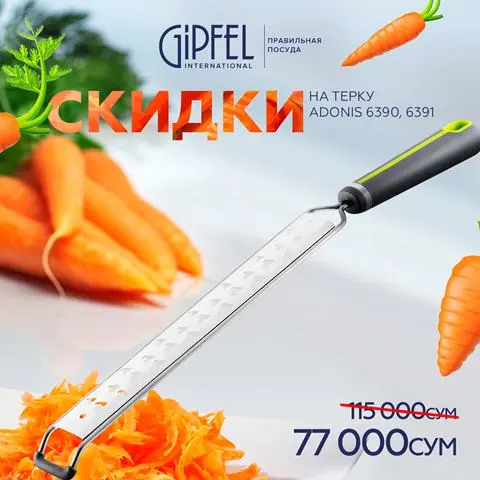 GIPFEL
INTERNATIONAL
ПРАВИЛЬНАЯ
ПОСУДА
СКИДКИ
НА ТЕРКУ
ADONIS 6390, 6391
115 000СУМ
77 000СУМ